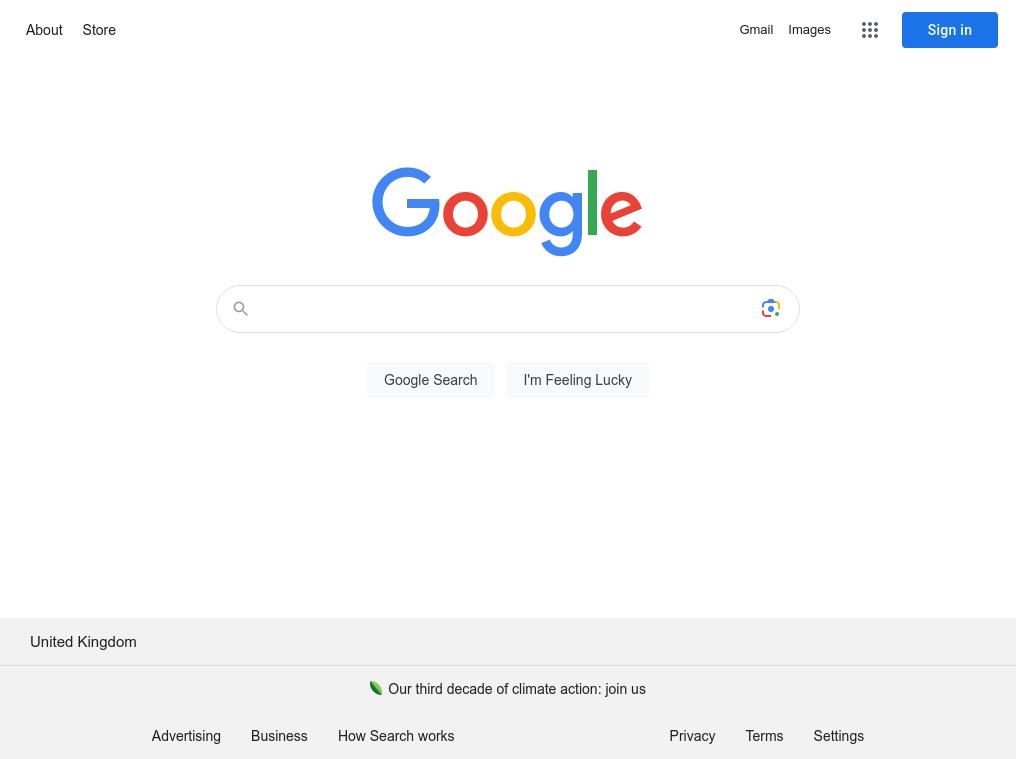 About Store Gmail Images Sign in
Google
Google Search I'm Feeling Lucky
United Kingdom
Our third decade of climate action: join us
Advertising Business How Search works Privacy Terms Settings